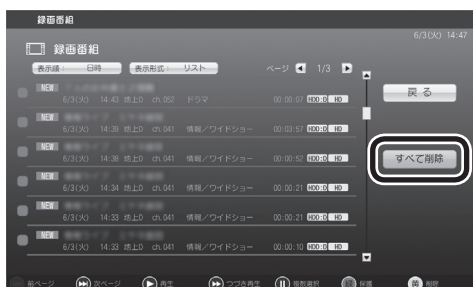 録画番組
6/3(火) 14:47
録画番組
表示順： 日時 表示形式： リスト ページ 1/3
NEW
6/3(火) 14:43 地上D ch.052 ドラマ 00:00:07 HDD:D HD
戻る
NEW
6/3(火) 14:39 地上D ch.041 情報／ワイドショー 00:03:57 HDD:D HD
NEW
6/3(火) 14:38 地上D ch.041 情報／ワイドショー 00:00:52 HDD:D HD
すべて削除
NEW
6/3(火) 14:34 地上D ch.041 情報／ワイドショー 00:00:21 HDD:D HD
NEW
6/3(火) 14:33 地上D ch.041 情報／ワイドショー 00:00:21 HDD:D HD
NEW
6/3(火) 14:33 地上D ch.041 情報／ワイドショー 00:00:10 HDD:D HD
前ページ 次ページ 再生 つづき再生 複数選択 保護 黄 削除